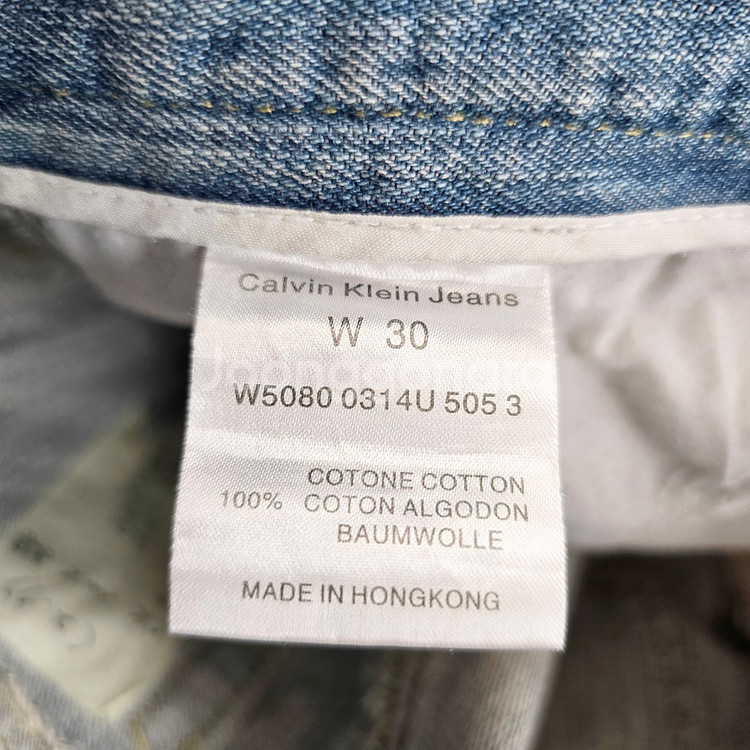 Calvin Klein Jeans
W 30
W5080 0314U 505 3
COTONE COTTON
100% COTON ALGODON
BAUMWOLLE
MADE IN HONGKONG